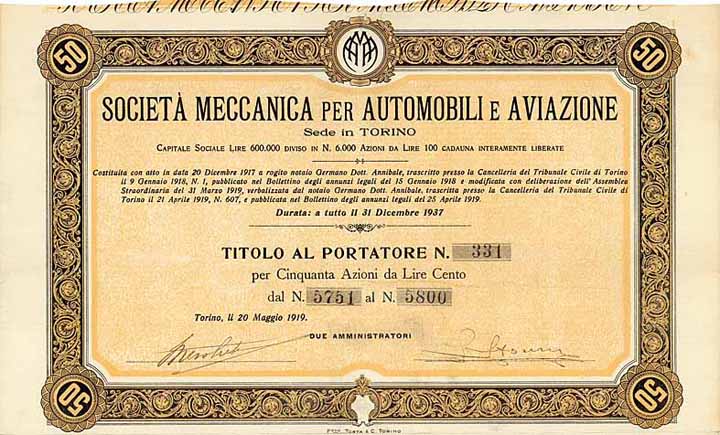 50 50
SOCIETÀ MECCANICA PER AUTOMOBILI E AVIAZIONE
Sede in TORINO
CAPITALE SOCIALE LIRE 600.000 DIVISO IN N. 6.000 AZIONI DA LIRE 100 CADAUNA INTERAMENTE LIBERATE
Costituita con atto in data 20 Dicembre 1917 a rogito notaio Germano Dott. Annibale, trascritto presso la Cancelleria del Tribunale Civile di Torino
il 9 Gennaio 1918, N. 1, pubblicato nel Bollettino degli annunzi legali del 15 Gennaio 1918 e modificata con deliberazione dell'Assemblea
Straordinaria del 31 Marzo 1919, verbalizzata dal notaio Germano Dott. Annibale, trascritta presso la Cancelleria del Tribunale Civile di
Torino il 21 Aprile 1919, N. 607, e pubblicata nel Bollettino degli annunzi legali del 25 Aprile 1919.
Durata: a tutto Il 31 Dicembre 1937
TITOLO AL PORTATORE N. 331
per Cinquanta Azioni da Lire Cento
dal N. 5751 al N. 5800
Torino, li 20 Maggio 1919.
DUE AMMINISTRATORI
50 50
TOSTA & C. TORINO